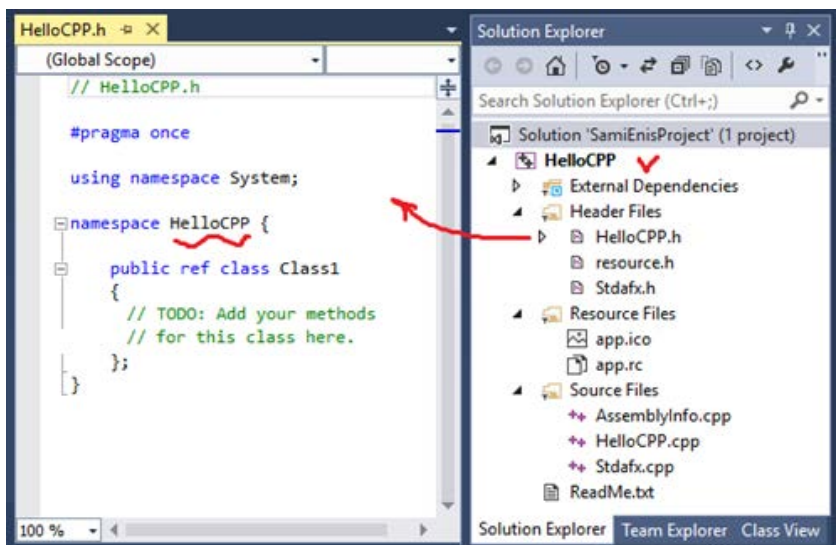 HelloCPP.h
(Global Scope)
// HelloCPP.h
#pragma once
using namespace System;
namespace HelloCPP {
public ref class Class1
{
// TODO: Add your methods
// for this class here.
};
}
100 %
Solution Explorer
Search Solution Explorer (Ctrl+;)
Solution 'SamiEnisProject' (1 project)
HelloCPP
External Dependencies
Header Files
HelloCPP.h
resource.h
Stdafx.h
Resource Files
app.ico
app.rc
Source Files
AssemblyInfo.cpp
HelloCPP.cpp
Stdafx.cpp
ReadMe.txt
Solution Explorer Team Explorer Class View